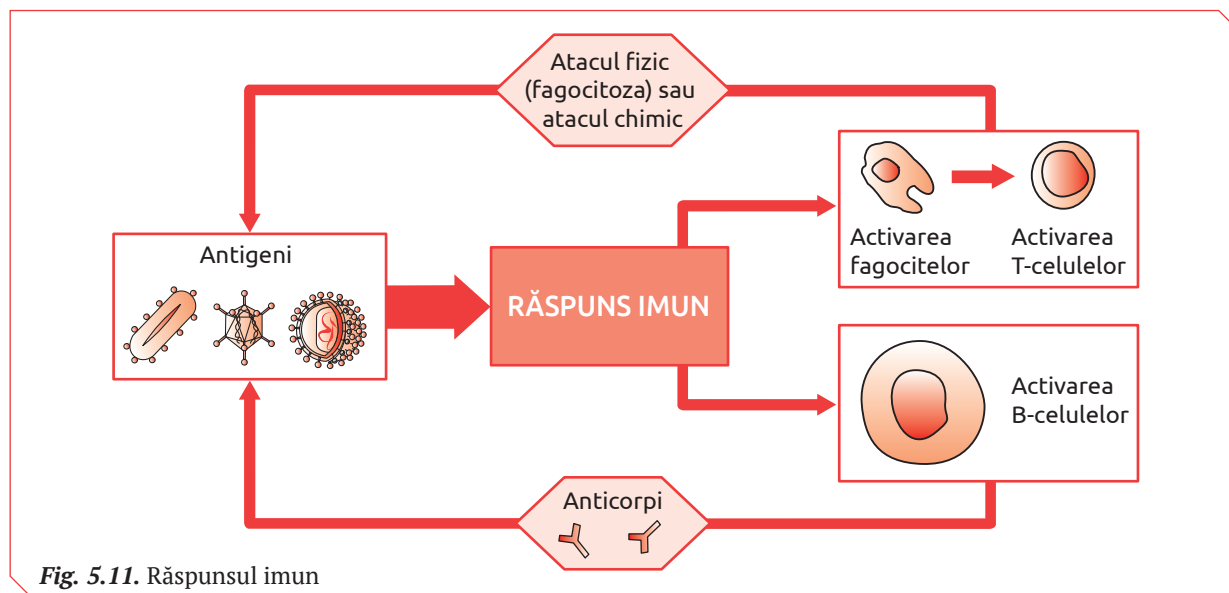 Atacul fizic
(fagocitoza) sau
atacul chimic
Antigeni
RĂSPUNS IMUN
Activarea
fagocitelor
Activarea
T-celulelor
Activarea
B-celulelor
Anticorpi
Fig. 5.11. Răspunsul imun